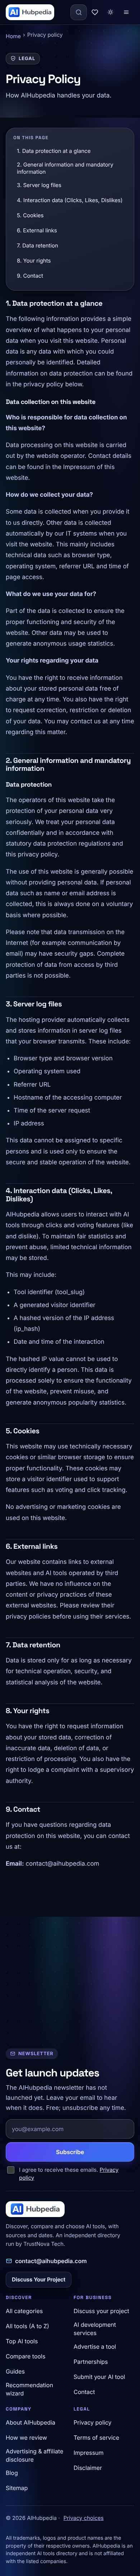 AI Hubpedia
Home › Privacy policy
LEGAL
Privacy Policy
How AIHubpedia handles your data.
ON THIS PAGE
1. Data protection at a glance
2. General information and mandatory
information
3. Server log files
4. Interaction data (Clicks, Likes, Dislikes)
5. Cookies
6. External links
7. Data retention
8. Your rights
9. Contact
1. Data protection at a glance
The following information provides a simple
overview of what happens to your personal
data when you visit this website. Personal
data is any data with which you could
personally be identified. Detailed
information on data protection can be found
in the privacy policy below.
Data collection on this website
Who is responsible for data collection on
this website?
Data processing on this website is carried
out by the website operator. Contact details
can be found in the Impressum of this
website.
How do we collect your data?
Some data is collected when you provide it
to us directly. Other data is collected
automatically by our IT systems when you
visit the website. This mainly includes
technical data such as browser type,
operating system, referrer URL and time of
page access.
What do we use your data for?
Part of the data is collected to ensure the
proper functioning and security of the
website. Other data may be used to
generate anonymous usage statistics.
Your rights regarding your data
You have the right to receive information
about your stored personal data free of
charge at any time. You also have the right
to request correction, restriction or deletion
of your data. You can contact us at any time
regarding this matter.
2. General information and mandatory
information
Data protection
The operators of this website take the
protection of your personal data very
seriously. We treat your personal data
confidentially and in accordance with
statutory data protection regulations and
this privacy policy.
The use of this website is generally possible
without providing personal data. If personal
data such as name or email address is
collected, this is always done on a voluntary
basis where possible.
Please note that data transmission on the
internet (for example communication by
email) may have security gaps. Complete
protection of data from access by third
parties is not possible.
3. Server log files
The hosting provider automatically collects
and stores information in server log files
that your browser transmits. These include:
• Browser type and browser version
• Operating system used
• Referrer URL
• Hostname of the accessing computer
• Time of the server request
• IP address
This data cannot be assigned to specific
persons and is used only to ensure the
secure and stable operation of the website.
4. Interaction data (Clicks, Likes,
Dislikes)
AIHubpedia allows users to interact with AI
tools through clicks and voting features (like
and dislike). To maintain fair statistics and
prevent abuse, limited technical information
may be stored.
This may include:
• Tool identifier (tool_slug)
• A generated visitor identifier
• A hashed version of the IP address
(ip_hash)
• Date and time of the interaction
The hashed IP value cannot be used to
directly identify a person. This data is
processed solely to ensure the functionality
of the website, prevent misuse, and
generate anonymous popularity statistics.
5. Cookies
This website may use technically necessary
cookies or similar browser storage to ensure
proper functionality. These cookies may
store a visitor identifier used to support
features such as voting and click tracking.
No advertising or marketing cookies are
used on this website.
6. External links
Our website contains links to external
websites and AI tools operated by third
parties. We have no influence on the
content or privacy practices of these
external websites. Please review their
privacy policies before using their services.
7. Data retention
Data is stored only for as long as necessary
for technical operation, security, and
statistical analysis of the website.
8. Your rights
You have the right to request information
about your stored data, correction of
inaccurate data, deletion of data, or
restriction of processing. You also have the
right to lodge a complaint with a supervisory
authority.
9. Contact
If you have questions regarding data
protection on this website, you can contact
us at:
Email: contact@aihubpedia.com
NEWSLETTER
Get launch updates
The AIHubpedia newsletter has not
launched yet. Leave your email to hear
when it does. Free; unsubscribe any time.
you@example.com
Subscribe
I agree to receive these emails. Privacy
policy
AI Hubpedia
Discover, compare and choose AI tools, with
sources and dates. An independent directory
run by TrustNova Tech.
contact@aihubpedia.com
Discuss Your Project
DISCOVER
All categories
All tools (A to Z)
Top AI tools
Compare tools
Guides
Recommendation
wizard
FOR BUSINESS
Discuss your project
AI development
services
Advertise a tool
Partnerships
Submit your AI tool
Contact
COMPANY
About AIHubpedia
How we review
Advertising & affiliate
disclosure
Blog
Sitemap
LEGAL
Privacy policy
Terms of service
Impressum
Disclaimer
© 2026 AIHubpedia · Privacy choices
AI trademarks, logos and product names are the
property of their respective owners. AIHubpedia is an
independent AI tools directory and is not affiliated
with the listed companies.